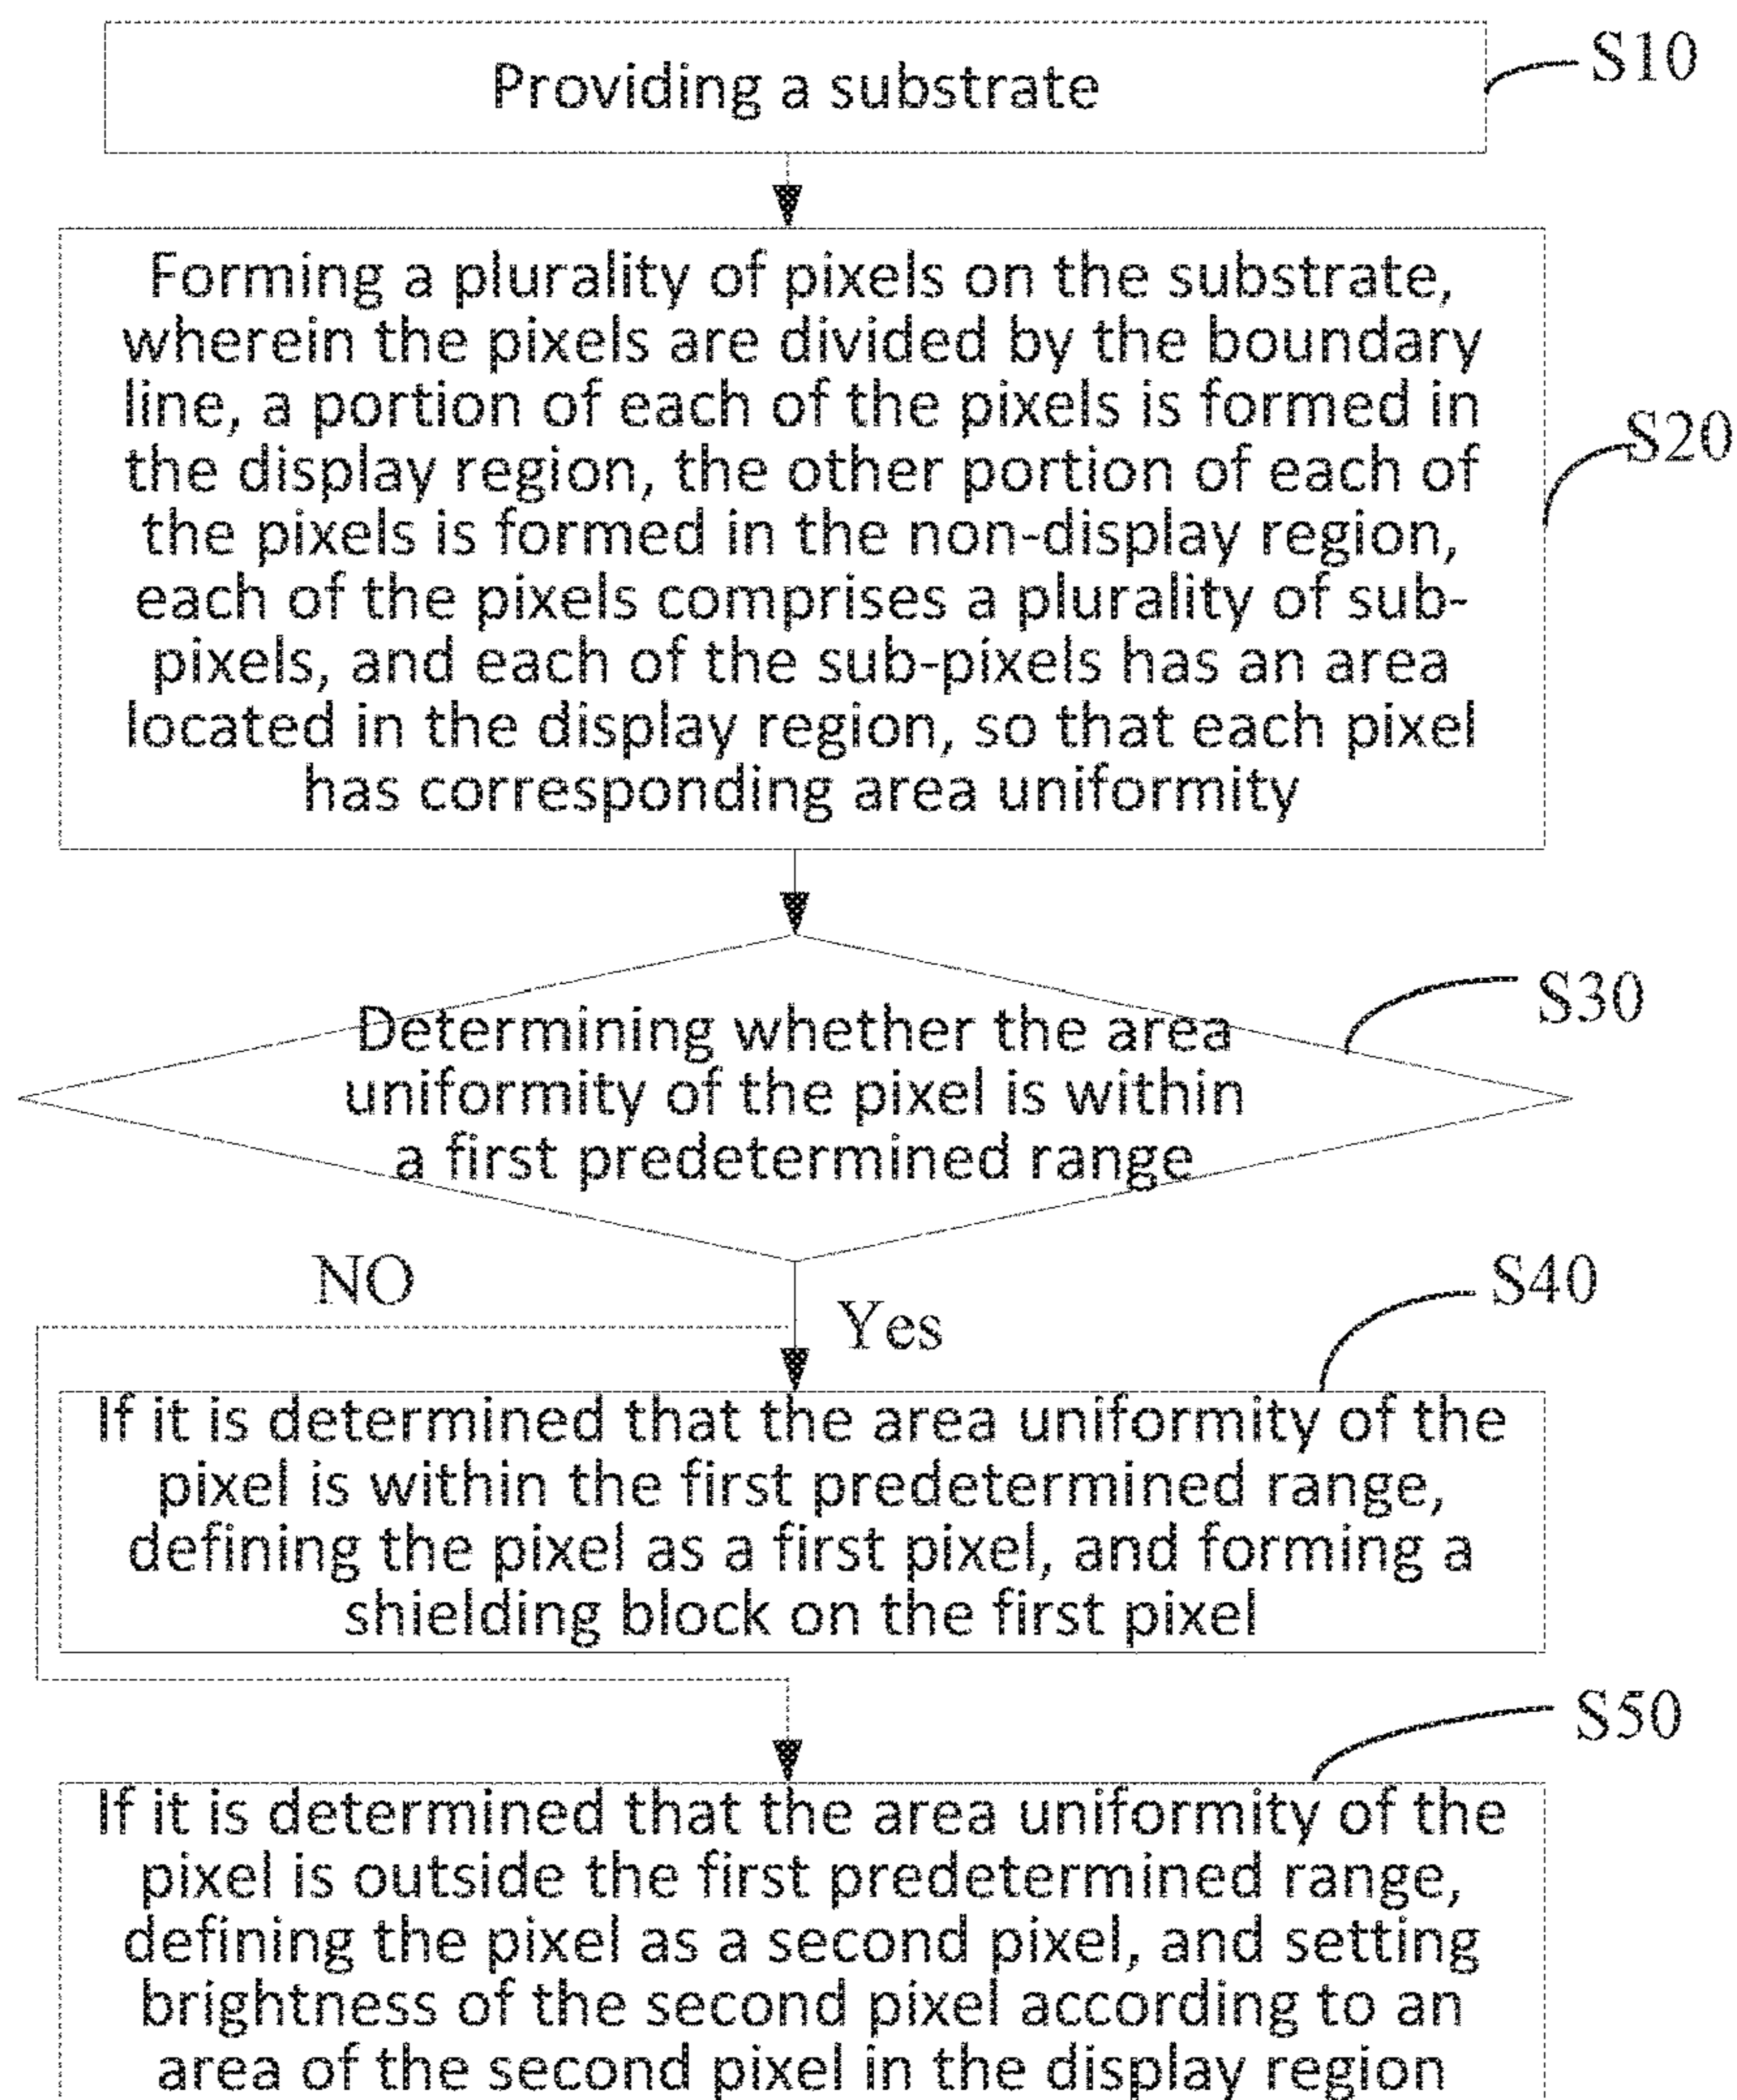 Providing a substrate
S10
Forming a plurality of pixels on the substrate,
wherein the pixels are divided by the boundary
line, a portion of each of the pixels is formed in
the display region, the other portion of each of
the pixels is formed in the non-display region,
each of the pixels comprises a plurality of sub-
pixels, and each of the sub-pixels has an area
located in the display region, so that each pixel
has corresponding area uniformity
S20
Determining whether the area
uniformity of the pixel is within
a first predetermined range
S30
NO
Yes
S40
If it is determined that the area uniformity of the
pixel is within the first predetermined range,
defining the pixel as a first pixel, and forming a
shielding block on the first pixel
S50
If it is determined that the area uniformity of the
pixel is outside the first predetermined range,
defining the pixel as a second pixel, and setting
brightness of the second pixel according to an
area of the second pixel in the display region